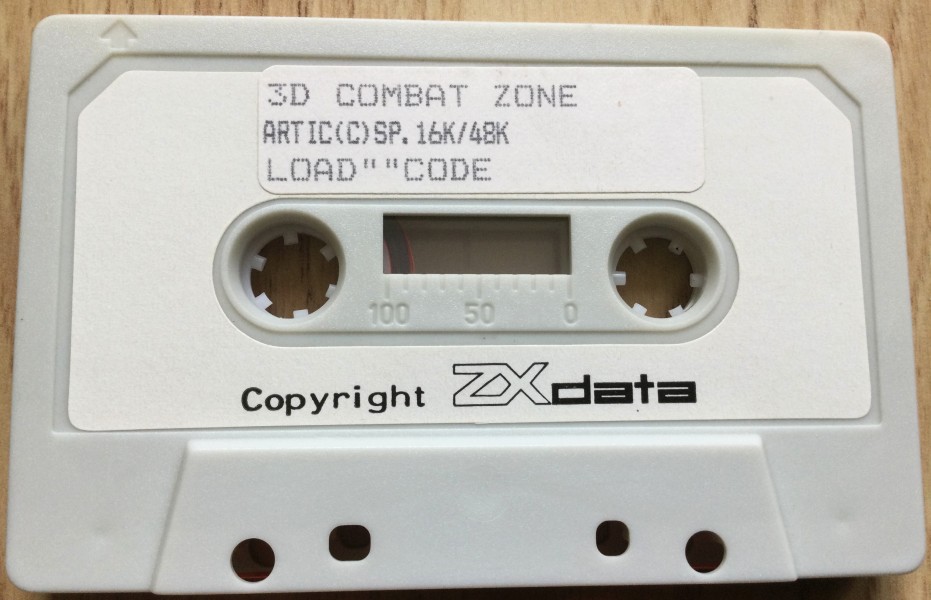 3D COMBAT ZONE
ARTIC(C)SP.16K/48K
LOAD""CODE
100 50 0
Copyright ZXdata